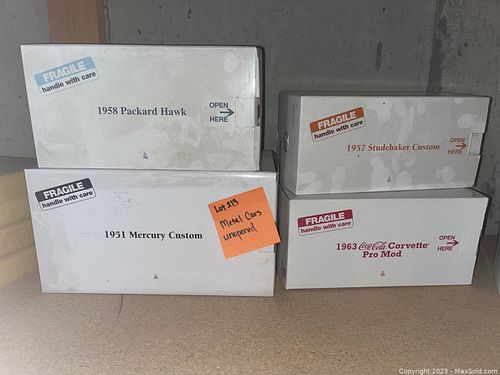 FRAGILE
handle with care
1958 Packard Hawk
OPEN
HERE
FRAGILE
handle with care
1957 Studebaker Custom
OPEN
HERE
FRAGILE
handle with care
1951 Mercury Custom
Lot 213
Metal Cars
unopened
FRAGILE
handle with care
1963 Coca-Cola Corvette
Pro Mod
OPEN
HERE
Copyright 2023 - MaxSold.com